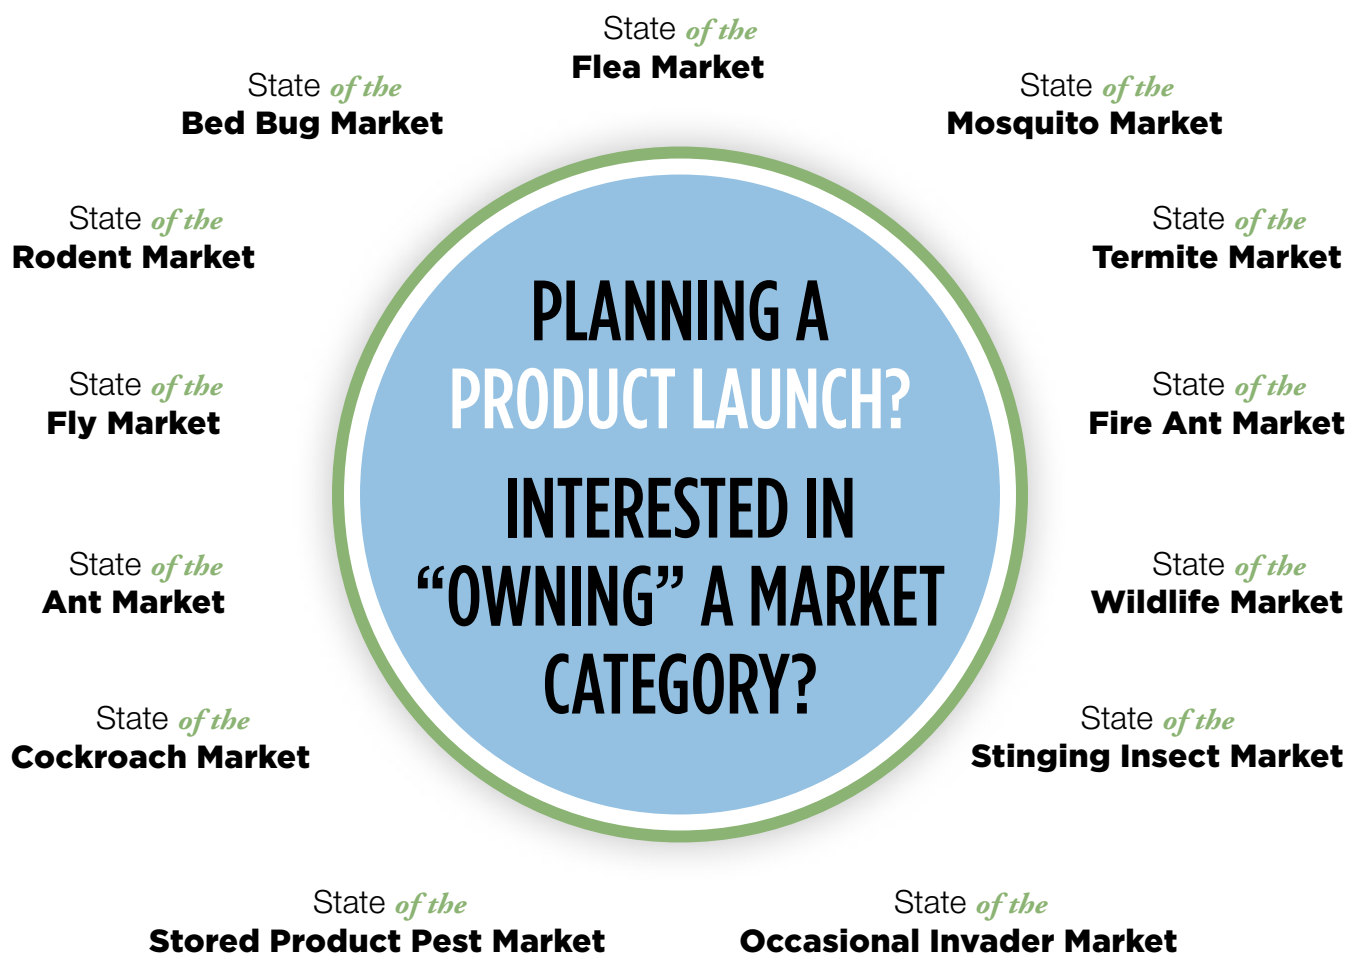 State of the
Flea Market
State of the
Bed Bug Market
State of the
Mosquito Market
State of the
Rodent Market
State of the
Termite Market
State of the
Fly Market
State of the
Fire Ant Market
State of the
Ant Market
State of the
Wildlife Market
State of the
Cockroach Market
State of the
Stinging Insect Market
State of the
Stored Product Pest Market
State of the
Occasional Invader Market
PLANNING A
PRODUCT LAUNCH?
INTERESTED IN
“OWNING” A MARKET
CATEGORY?